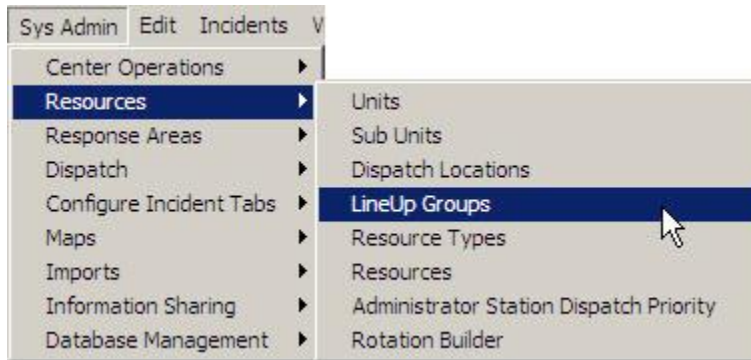 Sys Admin Edit Incidents
Center Operations
Resources
Response Areas
Dispatch
Configure Incident Tabs
Maps
Imports
Information Sharing
Database Management
Units
Sub Units
Dispatch Locations
LineUp Groups
Resource Types
Resources
Administrator Station Dispatch Priority
Rotation Builder